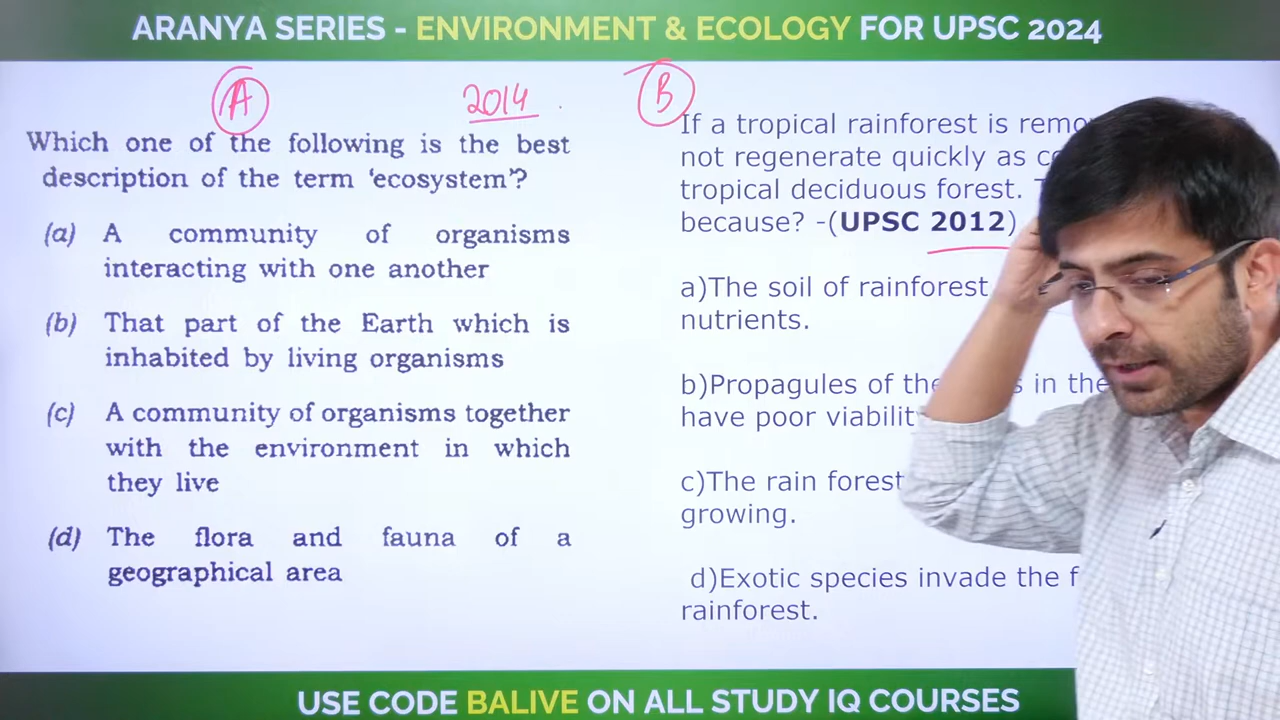 ARANYA SERIES - ENVIRONMENT & ECOLOGY FOR UPSC 2024
A
2014
Which one of the following is the best
description of the term 'ecosystem'?
(a) A community of organisms
interacting with one another
(b) That part of the Earth which is
inhabited by living organisms
(c) A community of organisms together
with the environment in which
they live
(d) The flora and fauna of a
geographical area
B
If a tropical rainforest is
not regenerate quickly as
tropical deciduous forest.
because? -(UPSC 2012)
a)The soil of rainforest
nutrients.
b)Propagules of the in the
have poor
c)The rain forest
growing.
d)Exotic species invade the
rainforest.
USE CODE BALIVE ON ALL STUDY IQ COURSES